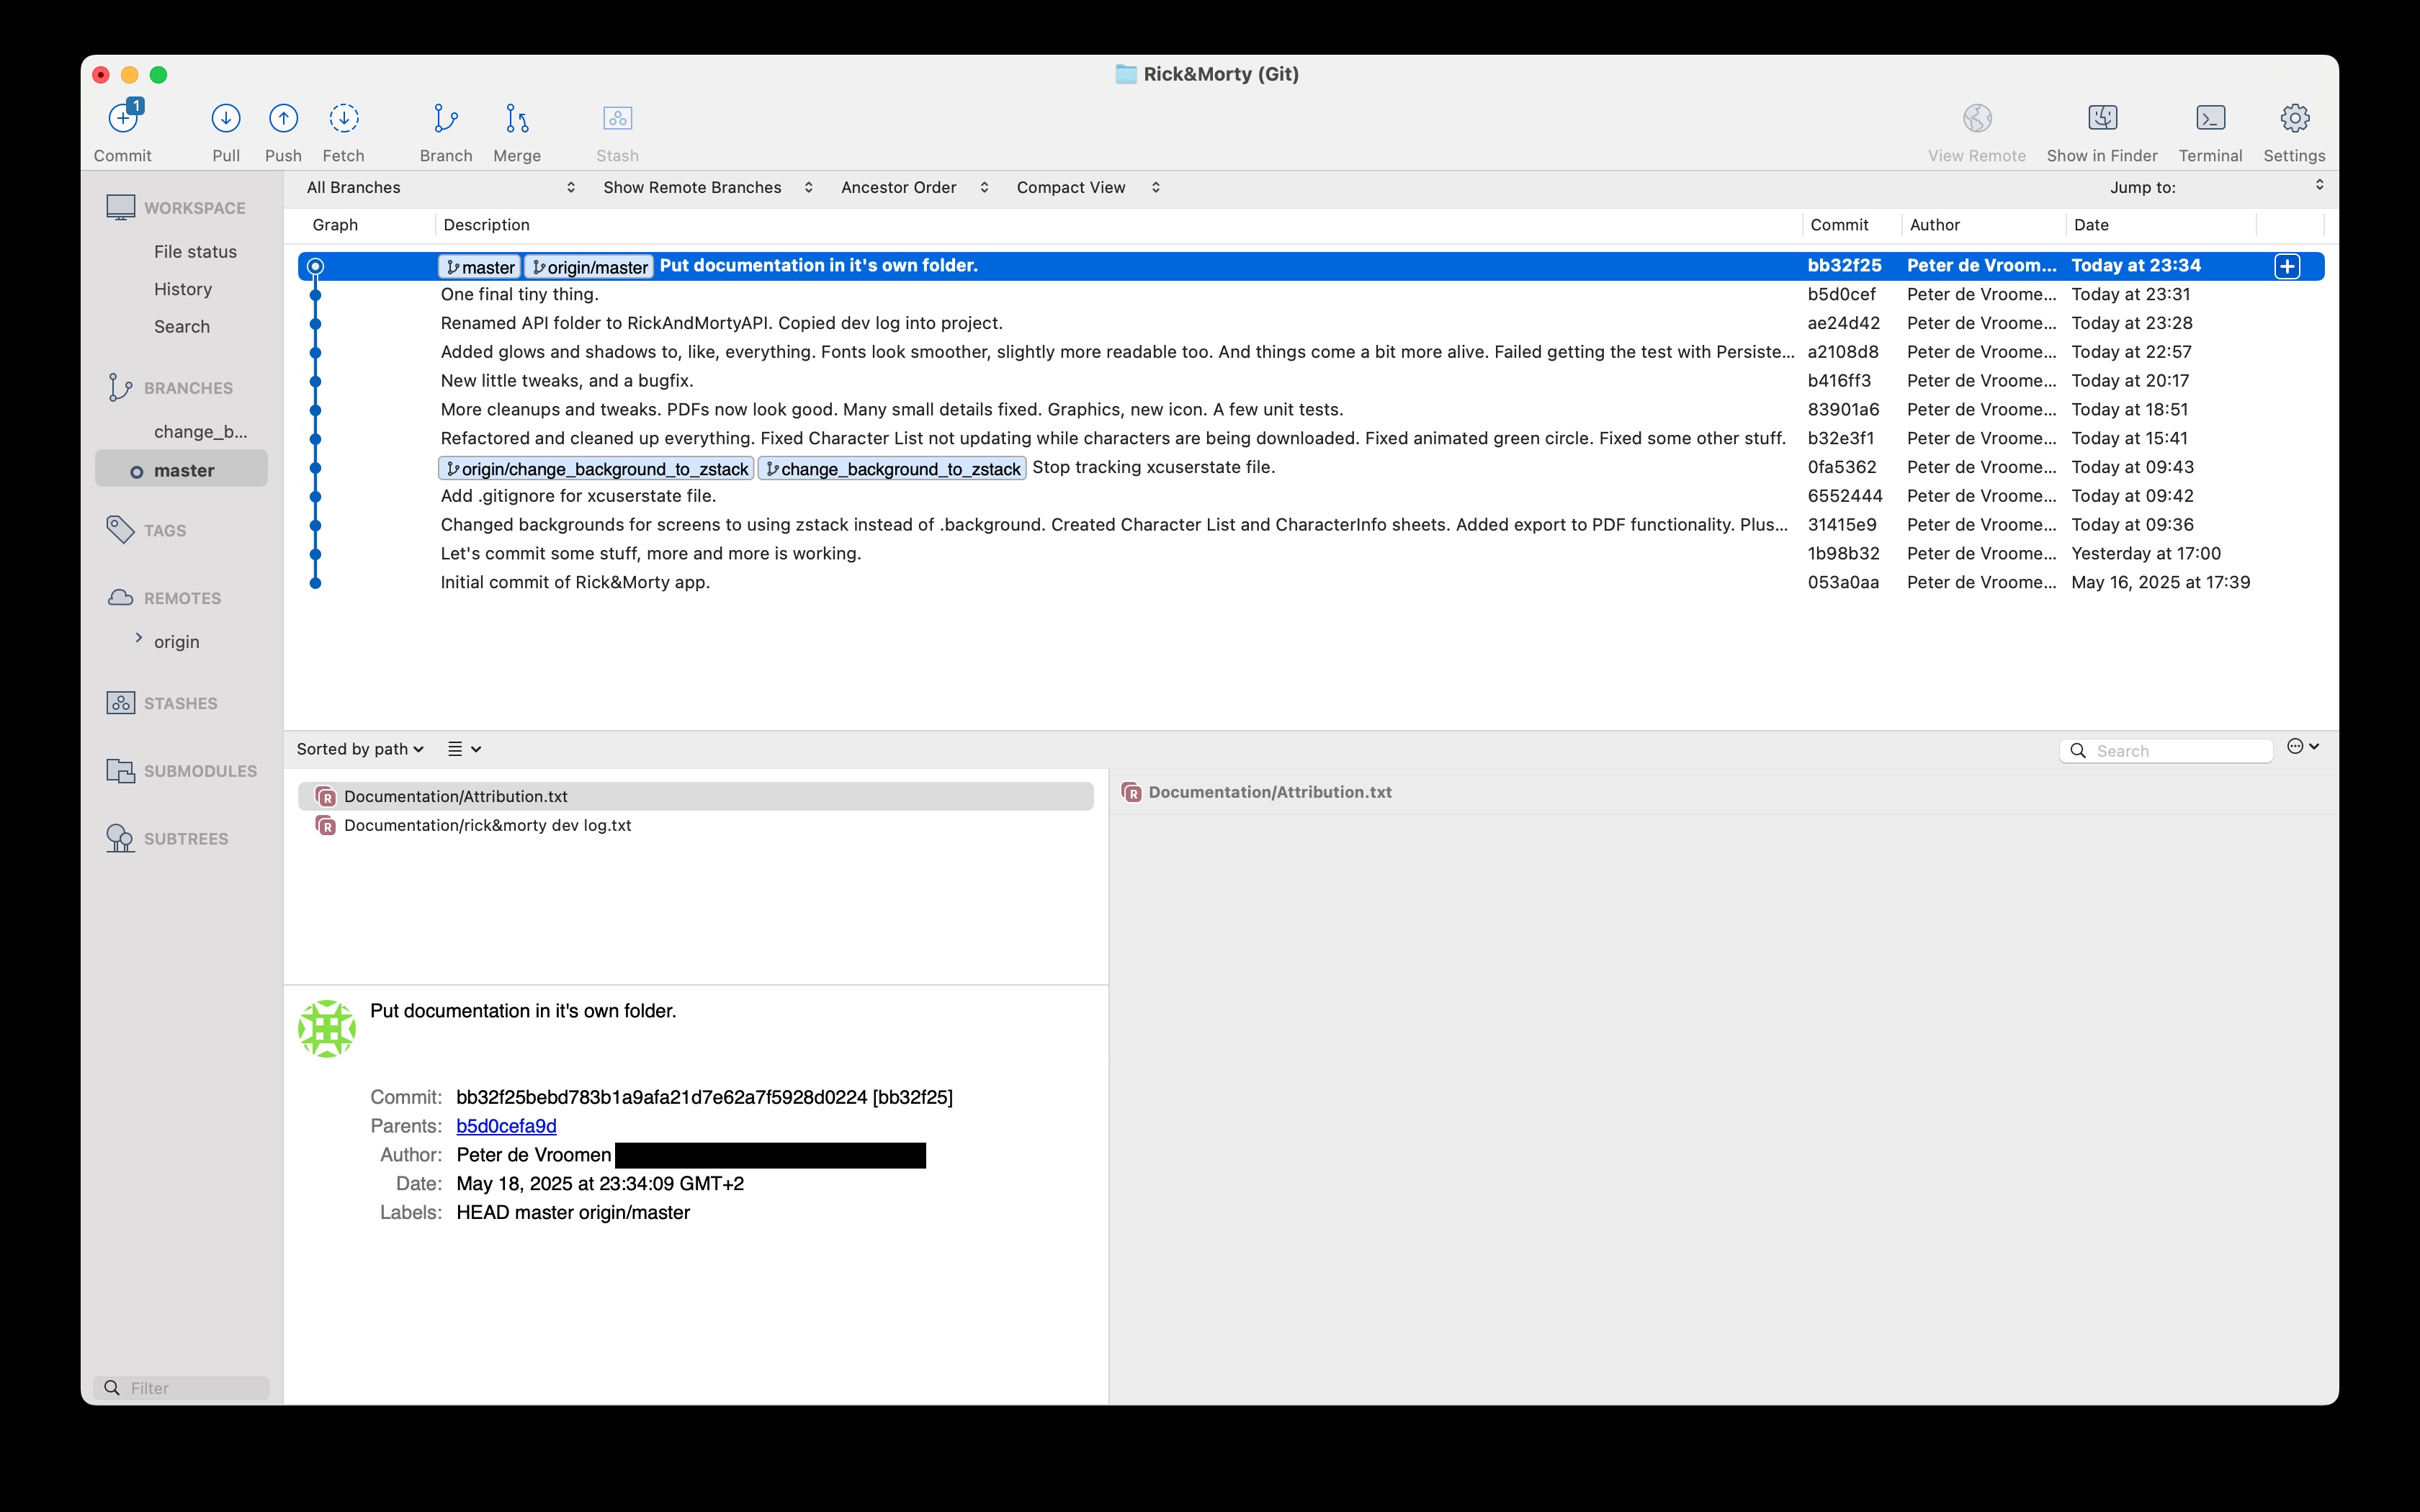 Rick&Morty (Git)
1
Commit Pull Push Fetch Branch Merge Stash View Remote Show in Finder Terminal Settings
WORKSPACE
File status
History
Search
BRANCHES
change_b...
master
TAGS
REMOTES
origin
STASHES
SUBMODULES
SUBTREES
Filter
All Branches Show Remote Branches Ancestor Order Compact View Jump to:
Graph Description Commit Author Date
master origin/master Put documentation in it's own folder. bb32f25 Peter de Vroom... Today at 23:34
One final tiny thing. b5d0cef Peter de Vroome... Today at 23:31
Renamed API folder to RickAndMortyAPI. Copied dev log into project. ae24d42 Peter de Vroome... Today at 23:28
Added glows and shadows to, like, everything. Fonts look smoother, slightly more readable too. And things come a bit more alive. Failed getting the test with Persiste... a2108d8 Peter de Vroome... Today at 22:57
New little tweaks, and a bugfix. b416ff3 Peter de Vroome... Today at 20:17
More cleanups and tweaks. PDFs now look good. Many small details fixed. Graphics, new icon. A few unit tests. 83901a6 Peter de Vroome... Today at 18:51
Refactored and cleaned up everything. Fixed Character List not updating while characters are being downloaded. Fixed animated green circle. Fixed some other stuff. b32e3f1 Peter de Vroome... Today at 15:41
origin/change_background_to_zstack change_background_to_zstack Stop tracking xcuserstate file. 0fa5362 Peter de Vroome... Today at 09:43
Add .gitignore for xcuserstate file. 6552444 Peter de Vroome... Today at 09:42
Changed backgrounds for screens to using zstack instead of .background. Created Character List and CharacterInfo sheets. Added export to PDF functionality. Plus... 31415e9 Peter de Vroome... Today at 09:36
Let's commit some stuff, more and more is working. 1b98b32 Peter de Vroome... Yesterday at 17:00
Initial commit of Rick&Morty app. 053a0aa Peter de Vroome... May 16, 2025 at 17:39
Sorted by path Search
R Documentation/Attribution.txt
R Documentation/rick&morty dev log.txt
R Documentation/Attribution.txt
Put documentation in it's own folder.
Commit: bb32f25bebd783b1a9afa21d7e62a7f5928d0224 [bb32f25]
Parents: b5d0cefa9d
Author: Peter de Vroomen
Date: May 18, 2025 at 23:34:09 GMT+2
Labels: HEAD master origin/master